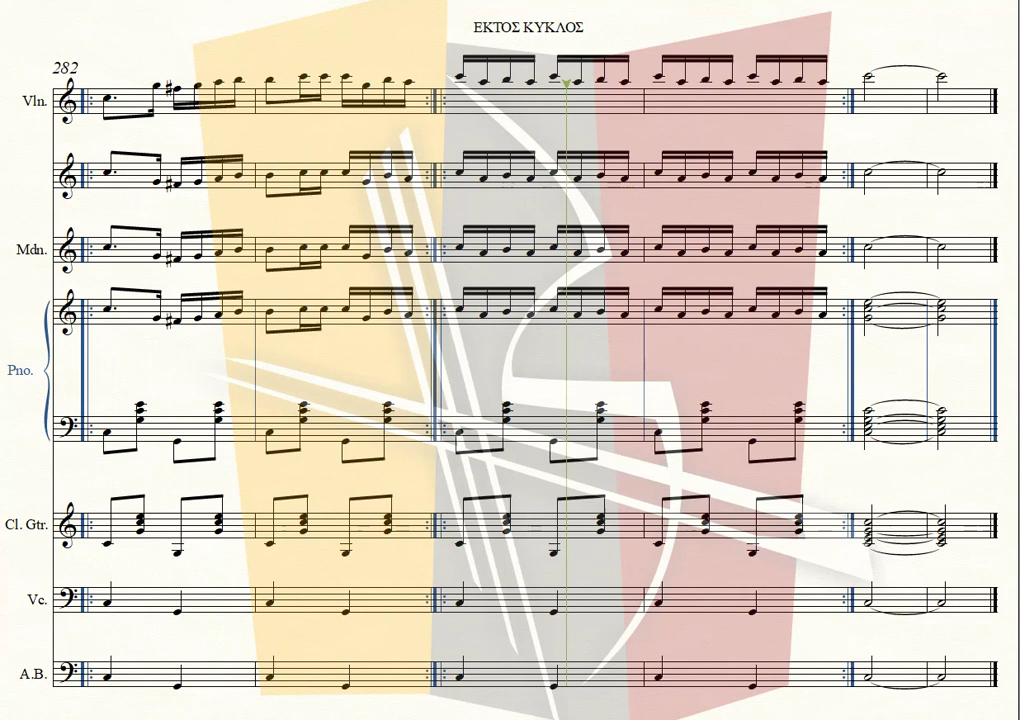 ΕΚΤΟΣ ΚΥΚΛΟΣ
282
Vln.
Mdn.
Pno.
Cl. Gtr.
Vc.
A.B.